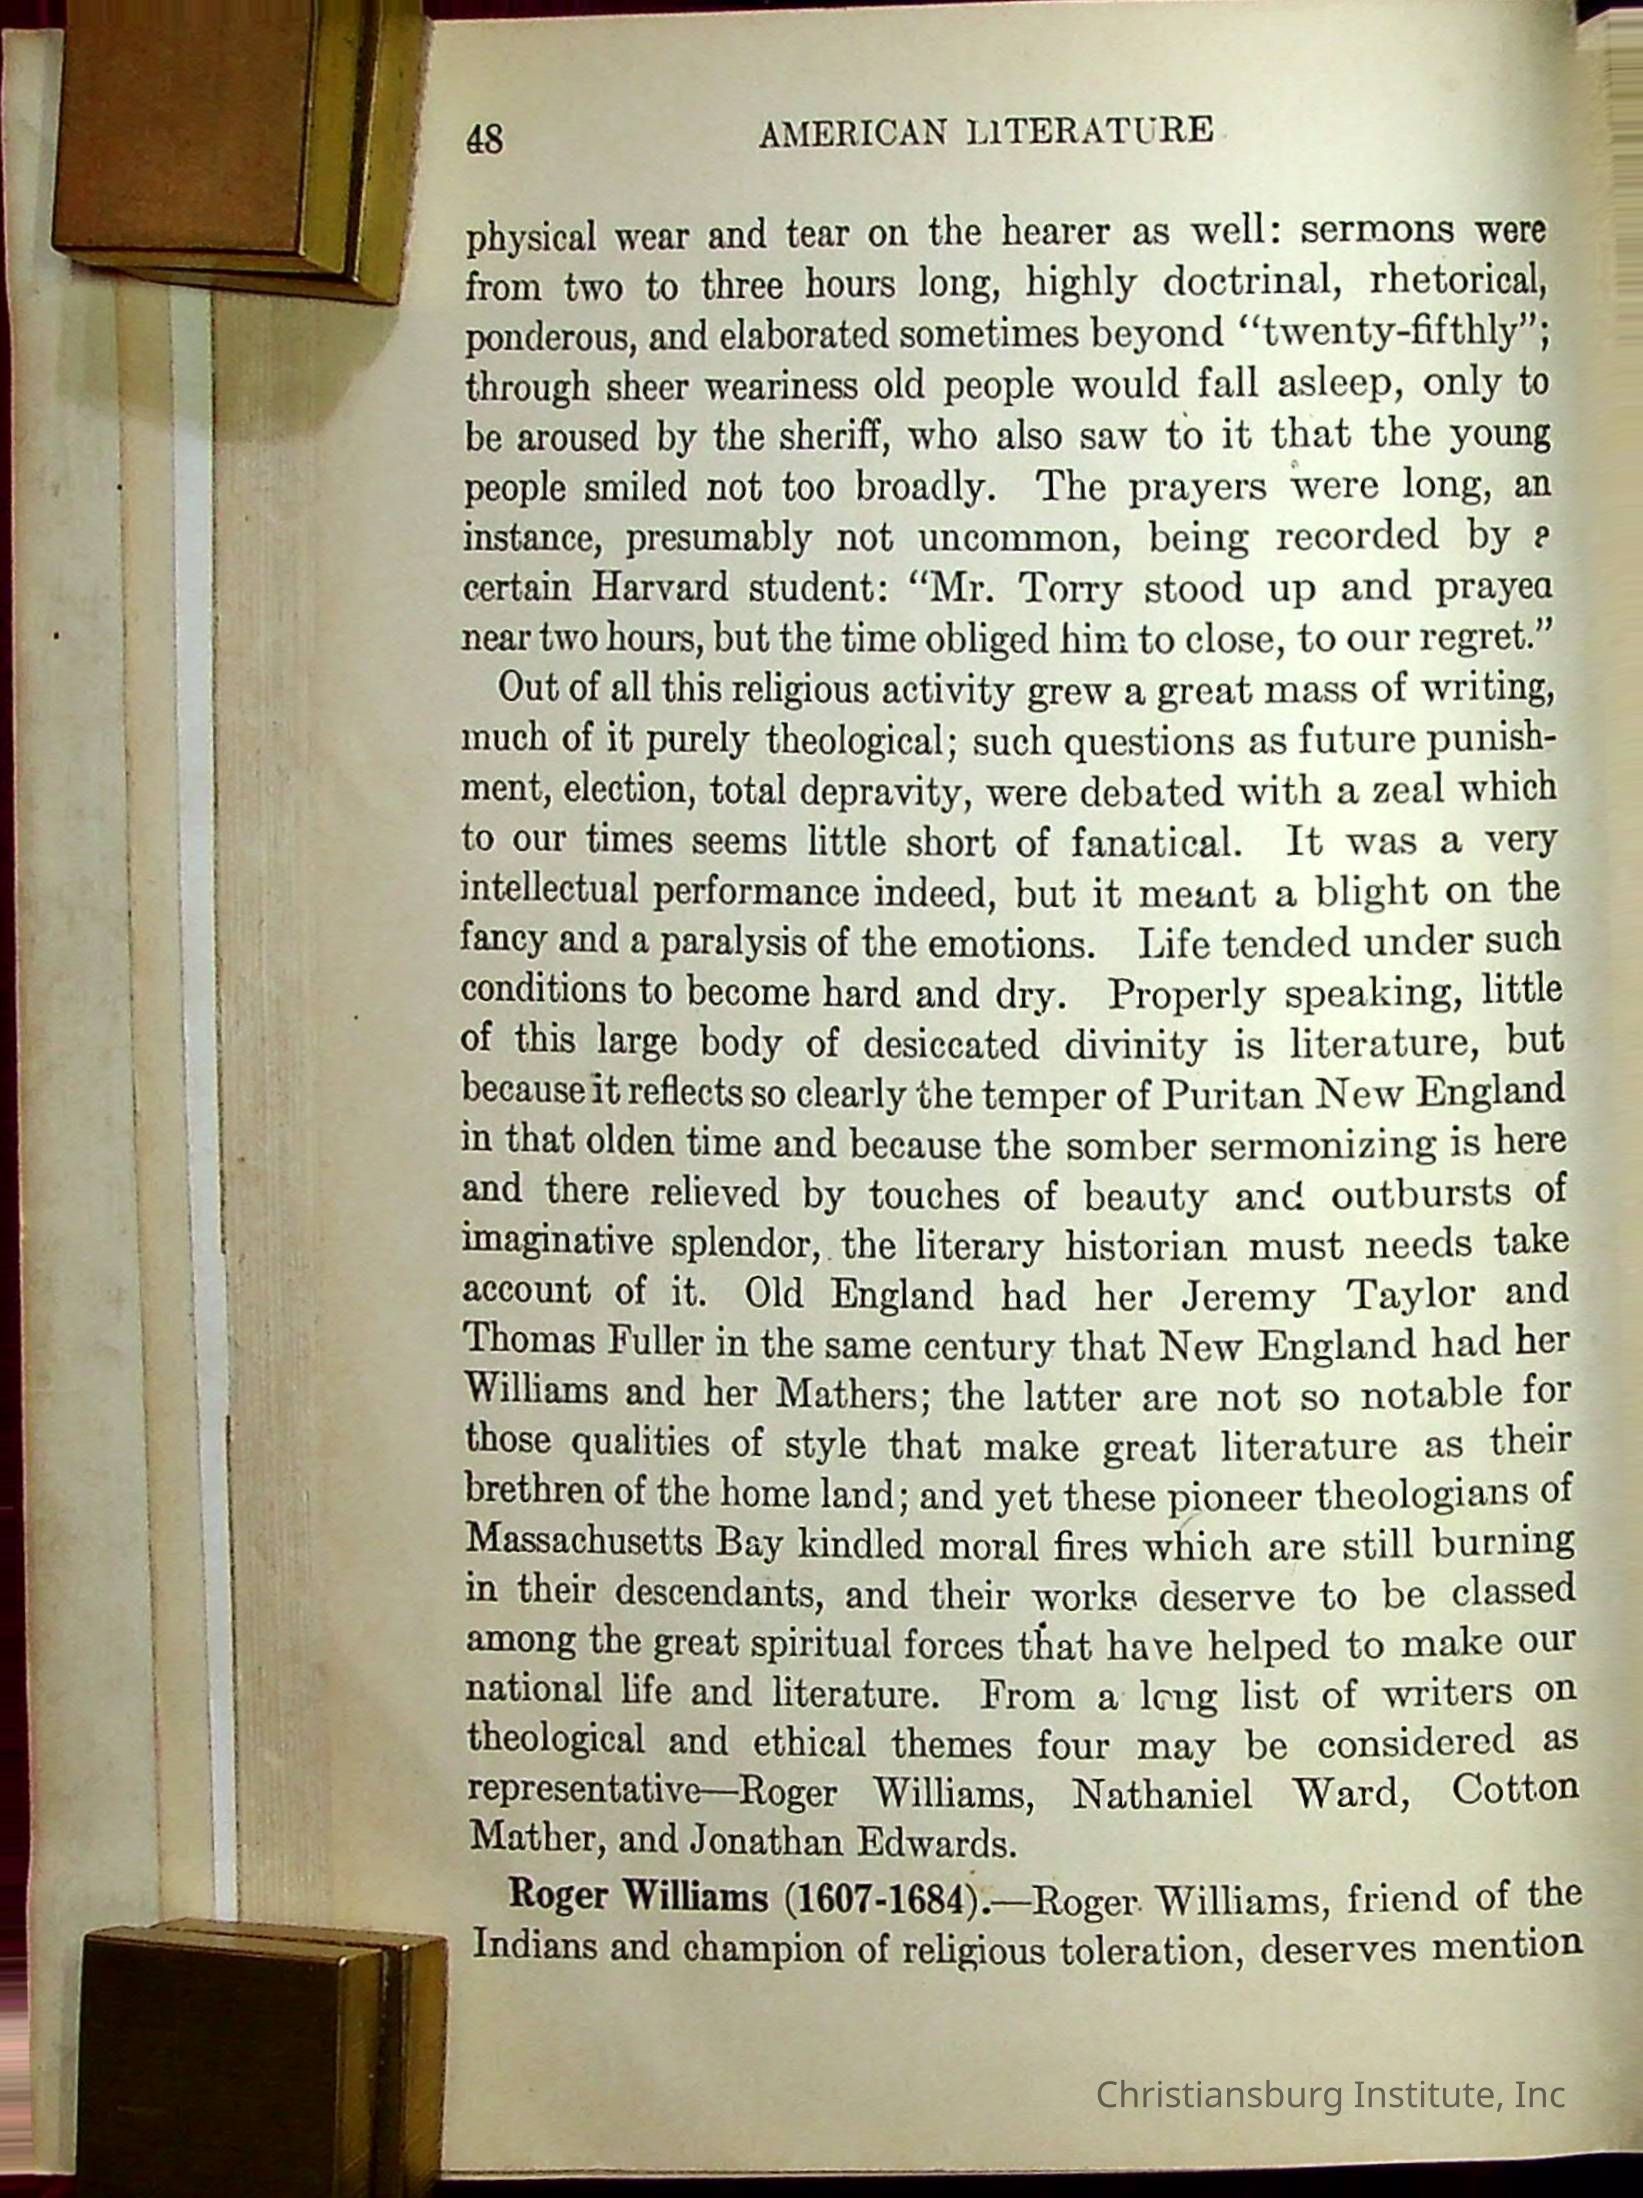 48 AMERICAN LITERATURE
physical wear and tear on the hearer as well: sermons were
from two to three hours long, highly doctrinal, rhetorical,
ponderous, and elaborated sometimes beyond “twenty-fifthly”;
through sheer weariness old people would fall asleep, only to
be aroused by the sheriff, who also saw to it that the young
people smiled not too broadly. The prayers were long, an
instance, presumably not uncommon, being recorded by a
certain Harvard student: “Mr. Torry stood up and prayed
near two hours, but the time obliged him to close, to our regret.”
Out of all this religious activity grew a great mass of writing,
much of it purely theological; such questions as future punish-
ment, election, total depravity, were debated with a zeal which
to our times seems little short of fanatical. It was a very
intellectual performance indeed, but it meant a blight on the
fancy and a paralysis of the emotions. Life tended under such
conditions to become hard and dry. Properly speaking, little
of this large body of desiccated divinity is literature, but
because it reflects so clearly the temper of Puritan New England
in that olden time and because the somber sermonizing is here
and there relieved by touches of beauty and outbursts of
imaginative splendor, the literary historian must needs take
account of it. Old England had her Jeremy Taylor and
Thomas Fuller in the same century that New England had her
Williams and her Mathers; the latter are not so notable for
those qualities of style that make great literature as their
brethren of the home land; and yet these pioneer theologians of
Massachusetts Bay kindled moral fires which are still burning
in their descendants, and their works deserve to be classed
among the great spiritual forces that have helped to make our
national life and literature. From a long list of writers on
theological and ethical themes four may be considered as
representative—Roger Williams, Nathaniel Ward, Cotton
Mather, and Jonathan Edwards.
Roger Williams (1607-1684).—Roger Williams, friend of the
Indians and champion of religious toleration, deserves mention
Christiansburg Institute, Inc